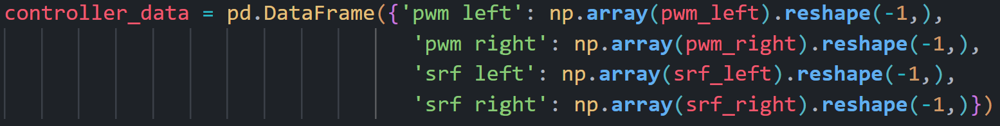 controller_data = pd.DataFrame({'pwm left': np.array(pwm_left).reshape(-1,),
'pwm right': np.array(pwm_right).reshape(-1,),
'srf left': np.array(srf_left).reshape(-1,),
'srf right': np.array(srf_right).reshape(-1,)})